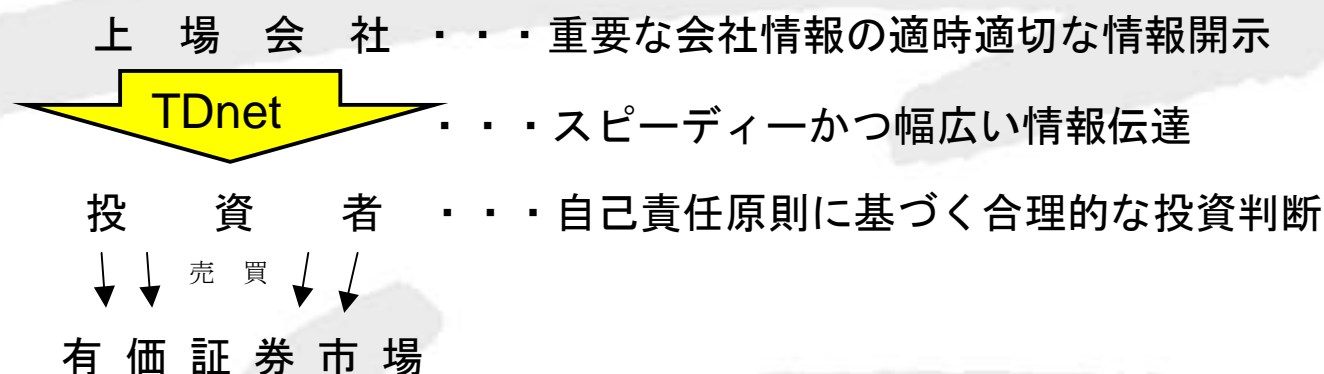 上 場 会 社 ・・・重要な会社情報の適時適切な情報開示
TDnet ・・・スピーディーかつ幅広い情報伝達
投 資 者 ・・・自己責任原則に基づく合理的な投資判断
売 買
有 価 証 券 市 場